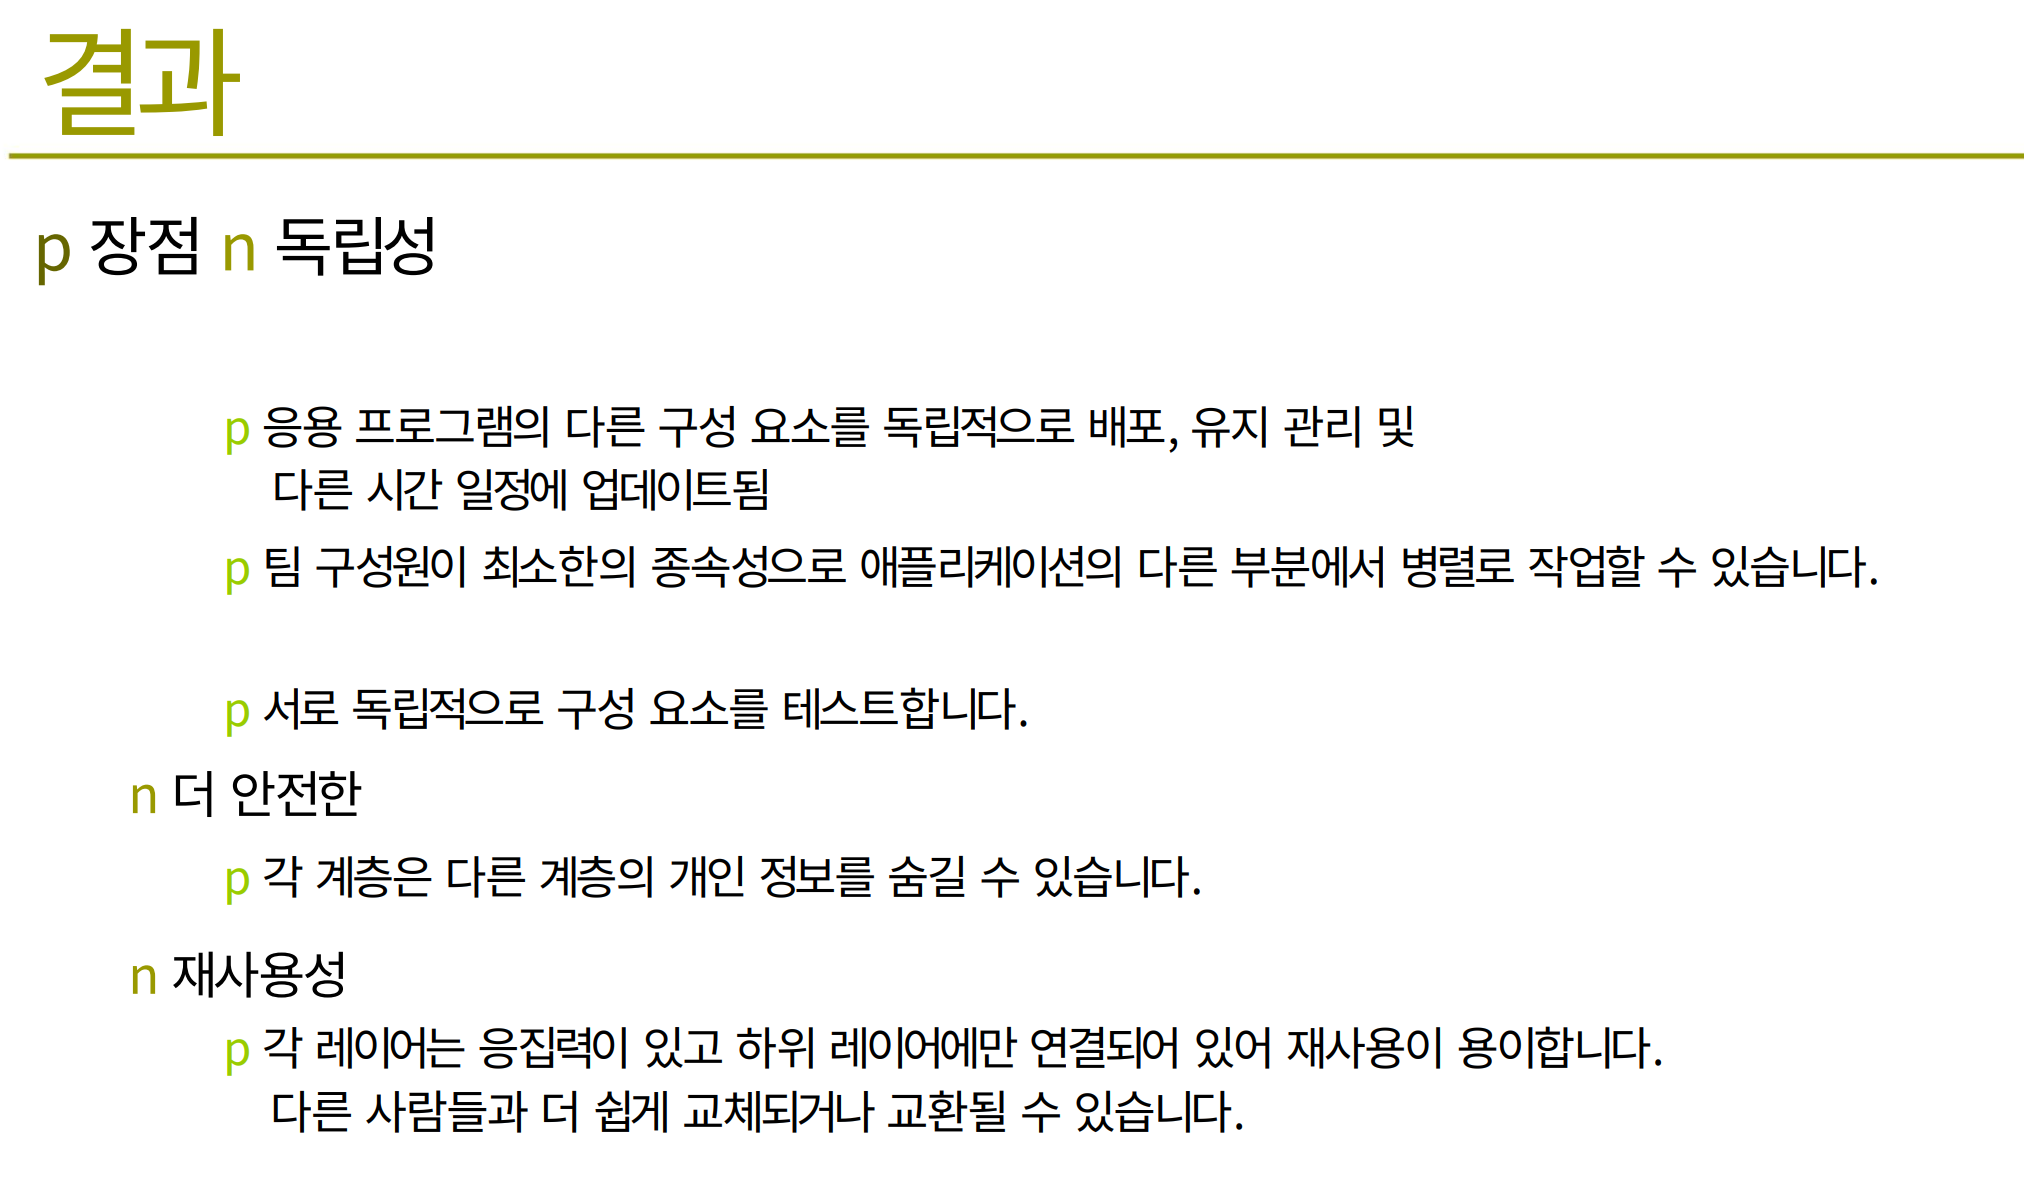 결과
p 장점 n 독립성
p 응용 프로그램의 다른 구성 요소를 독립적으로 배포, 유지 관리 및
다른 시간 일정에 업데이트됨
p 팀 구성원이 최소한의 종속성으로 애플리케이션의 다른 부분에서 병렬로 작업할 수 있습니다.
p 서로 독립적으로 구성 요소를 테스트합니다.
n 더 안전한
p 각 계층은 다른 계층의 개인 정보를 숨길 수 있습니다.
n 재사용성
p 각 레이어는 응집력이 있고 하위 레이어에만 연결되어 있어 재사용이 용이합니다.
다른 사람들과 더 쉽게 교체되거나 교환될 수 있습니다.